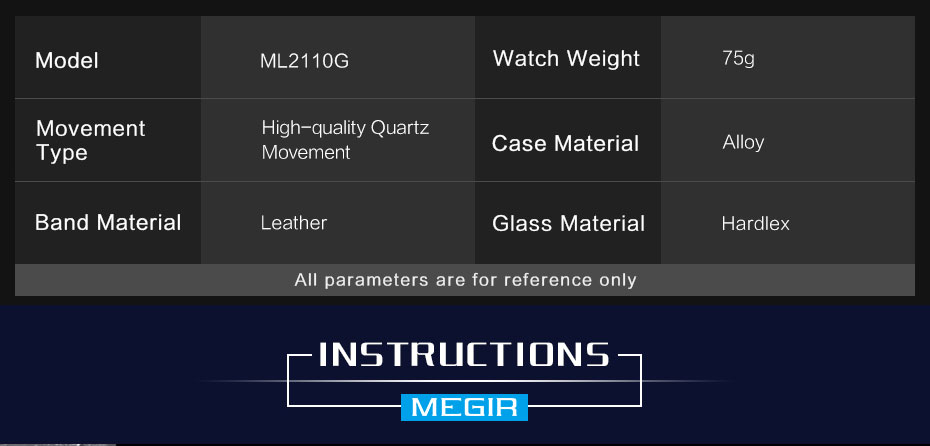 Model
ML2110G
Watch Weight
75g
Movement
Type
High-quality Quartz
Movement
Case Material
Alloy
Band Material
Leather
Glass Material
Hardlex
All parameters are for reference only
INSTRUCTIONS
MEGIR